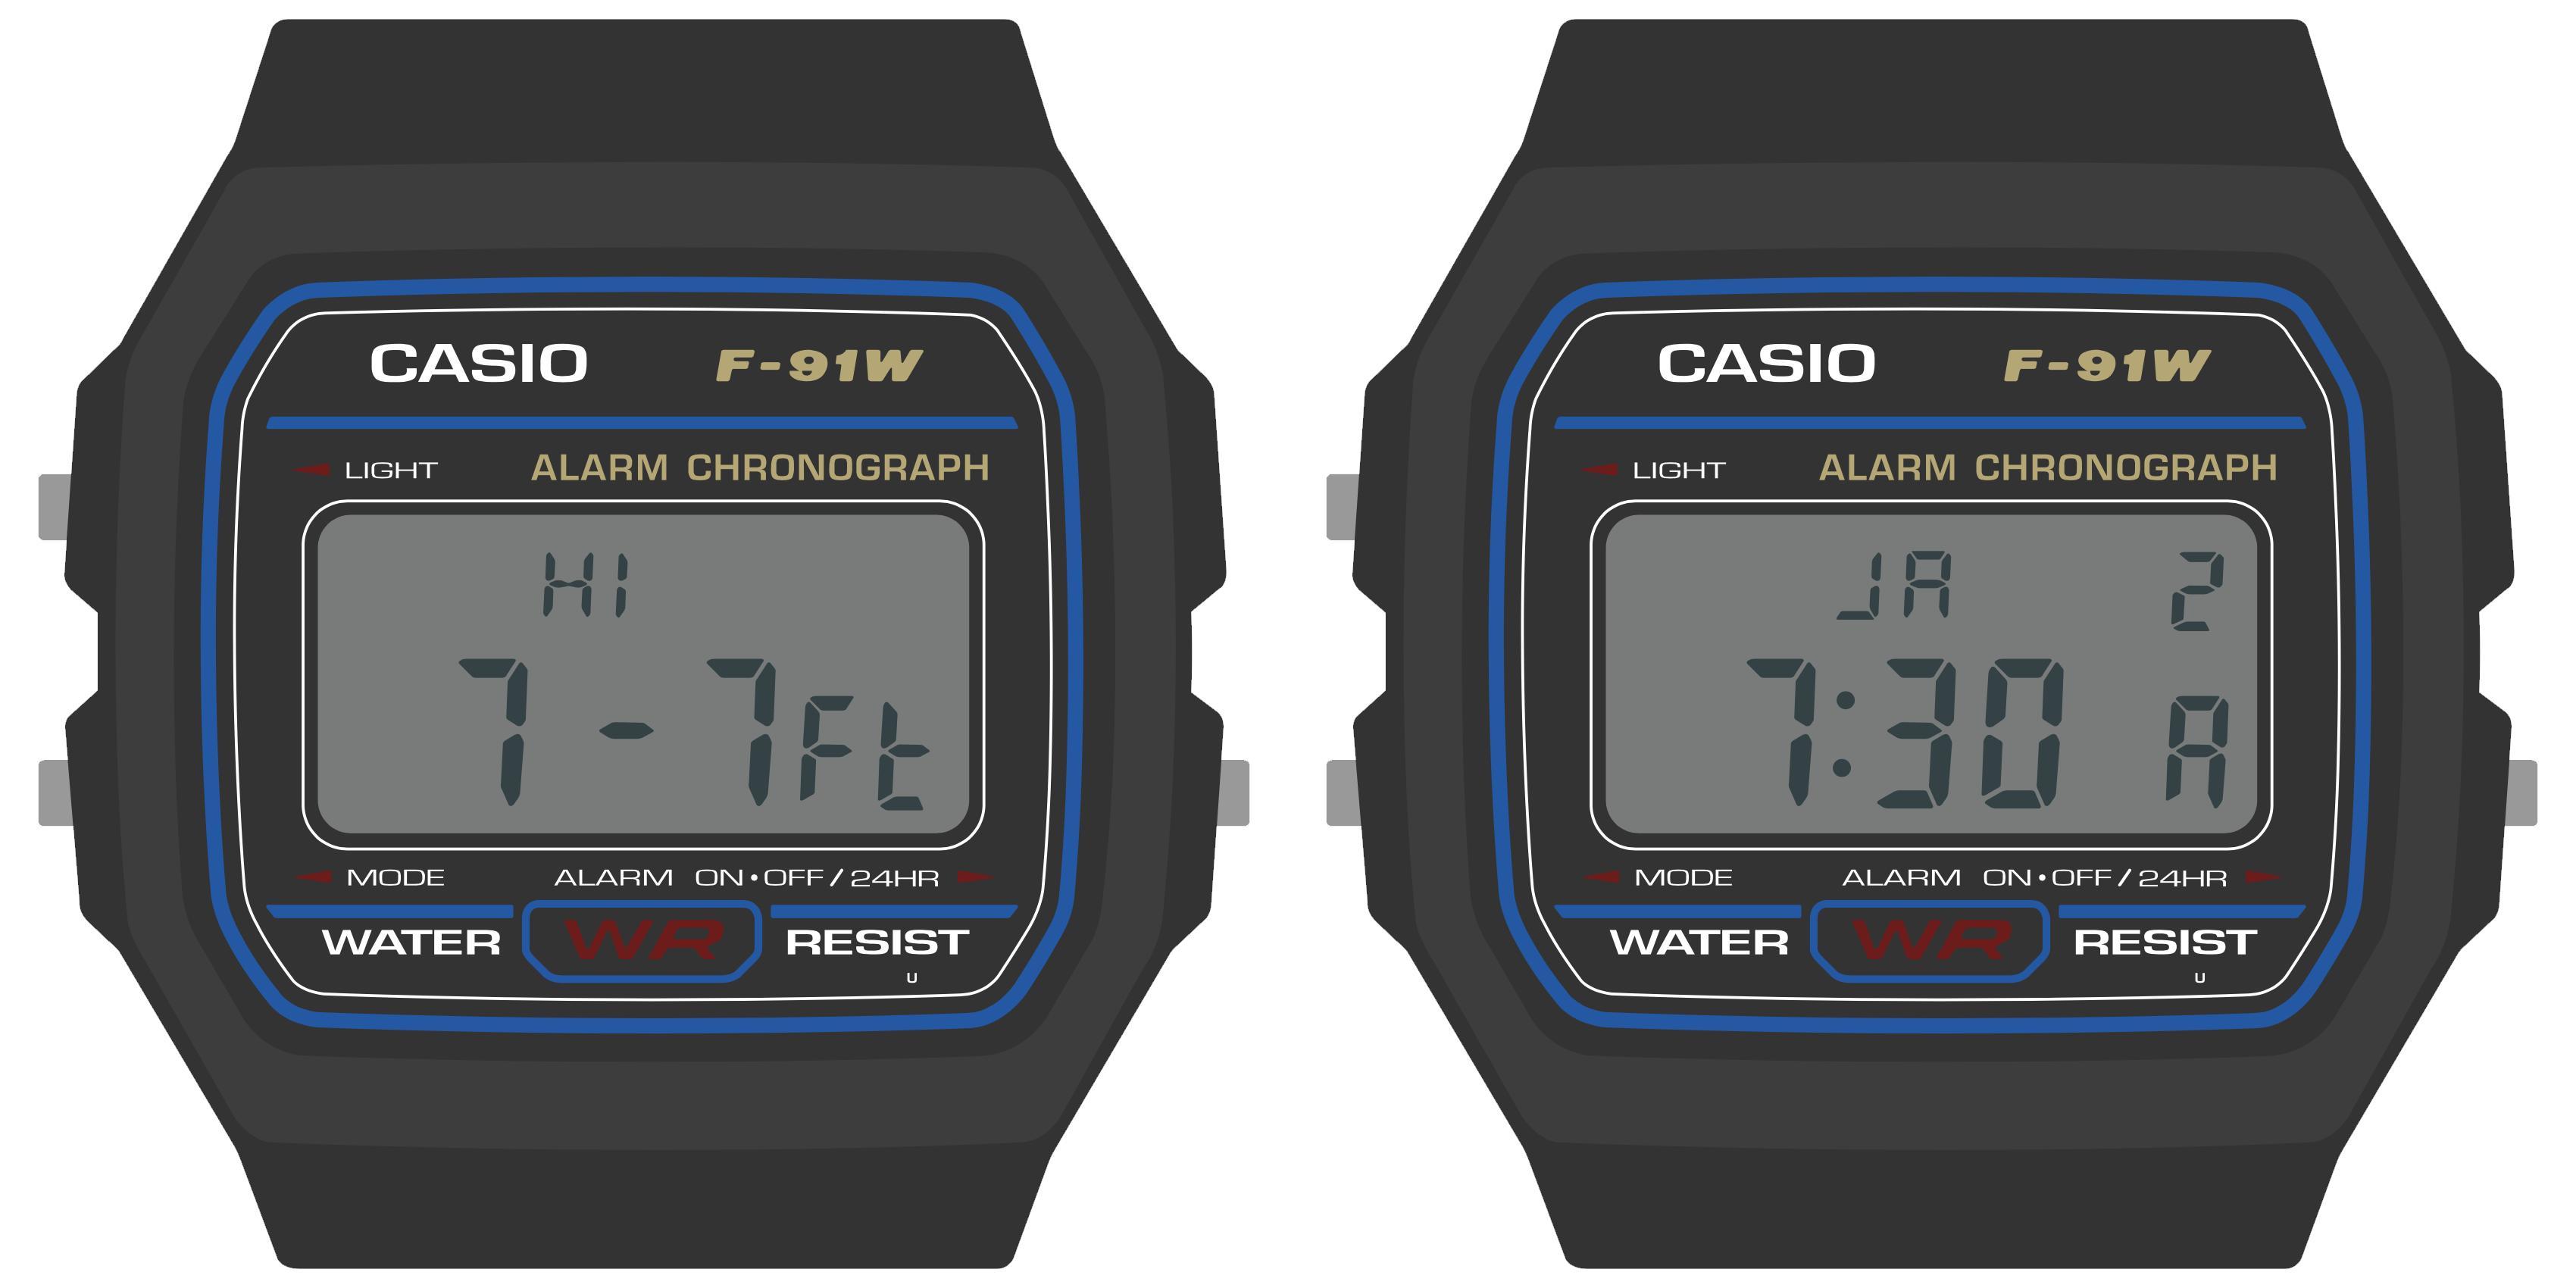 CASIO F-91W
LIGHT ALARM CHRONOGRAPH
HI
7-7Ft
MODE ALARM ON•OFF/24HR
WATER WR RESIST
U
CASIO F-91W
LIGHT ALARM CHRONOGRAPH
JA 2
7:30 A
MODE ALARM ON•OFF/24HR
WATER WR RESIST
U